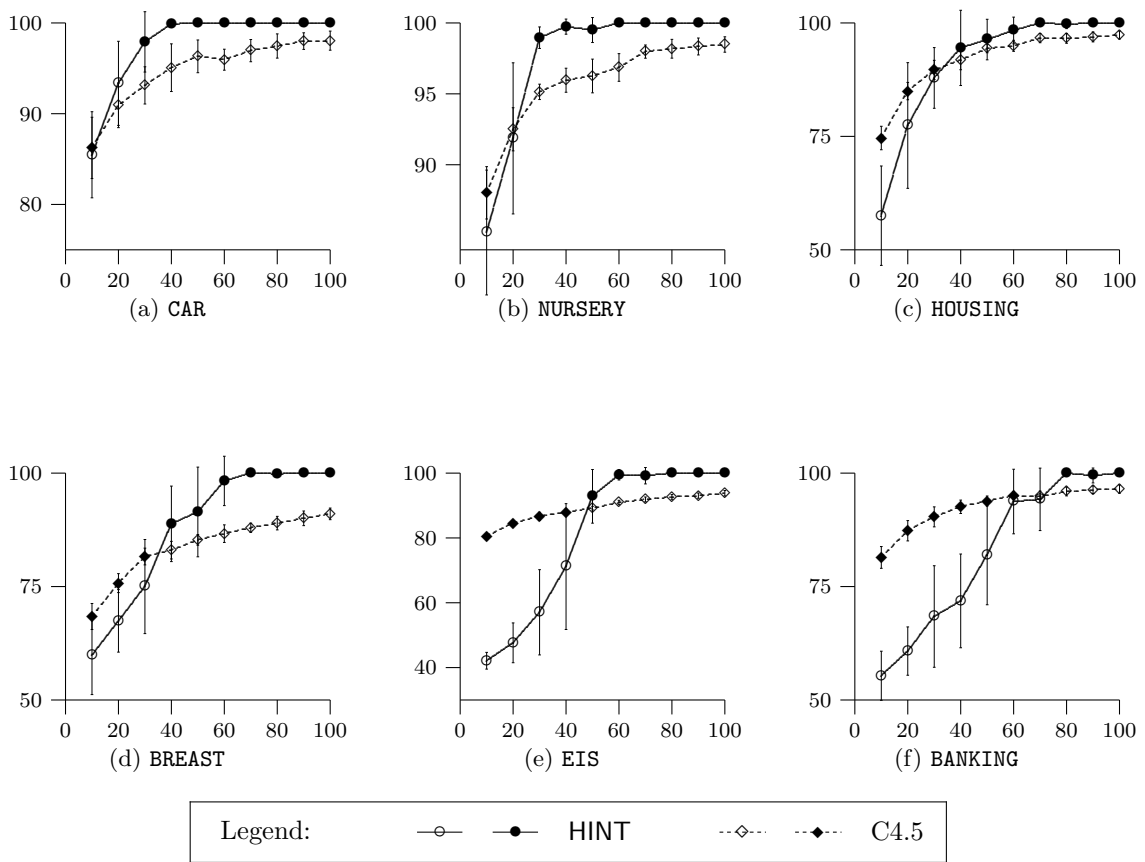 100
90
80
0 20 40 60 80 100
(a) CAR
100
95
90
0 20 40 60 80 100
(b) NURSERY
100
75
50
0 20 40 60 80 100
(c) HOUSING
100
75
50
0 20 40 60 80 100
(d) BREAST
100
80
60
40
0 20 40 60 80 100
(e) EIS
100
75
50
0 20 40 60 80 100
(f) BANKING
Legend: HINT C4.5